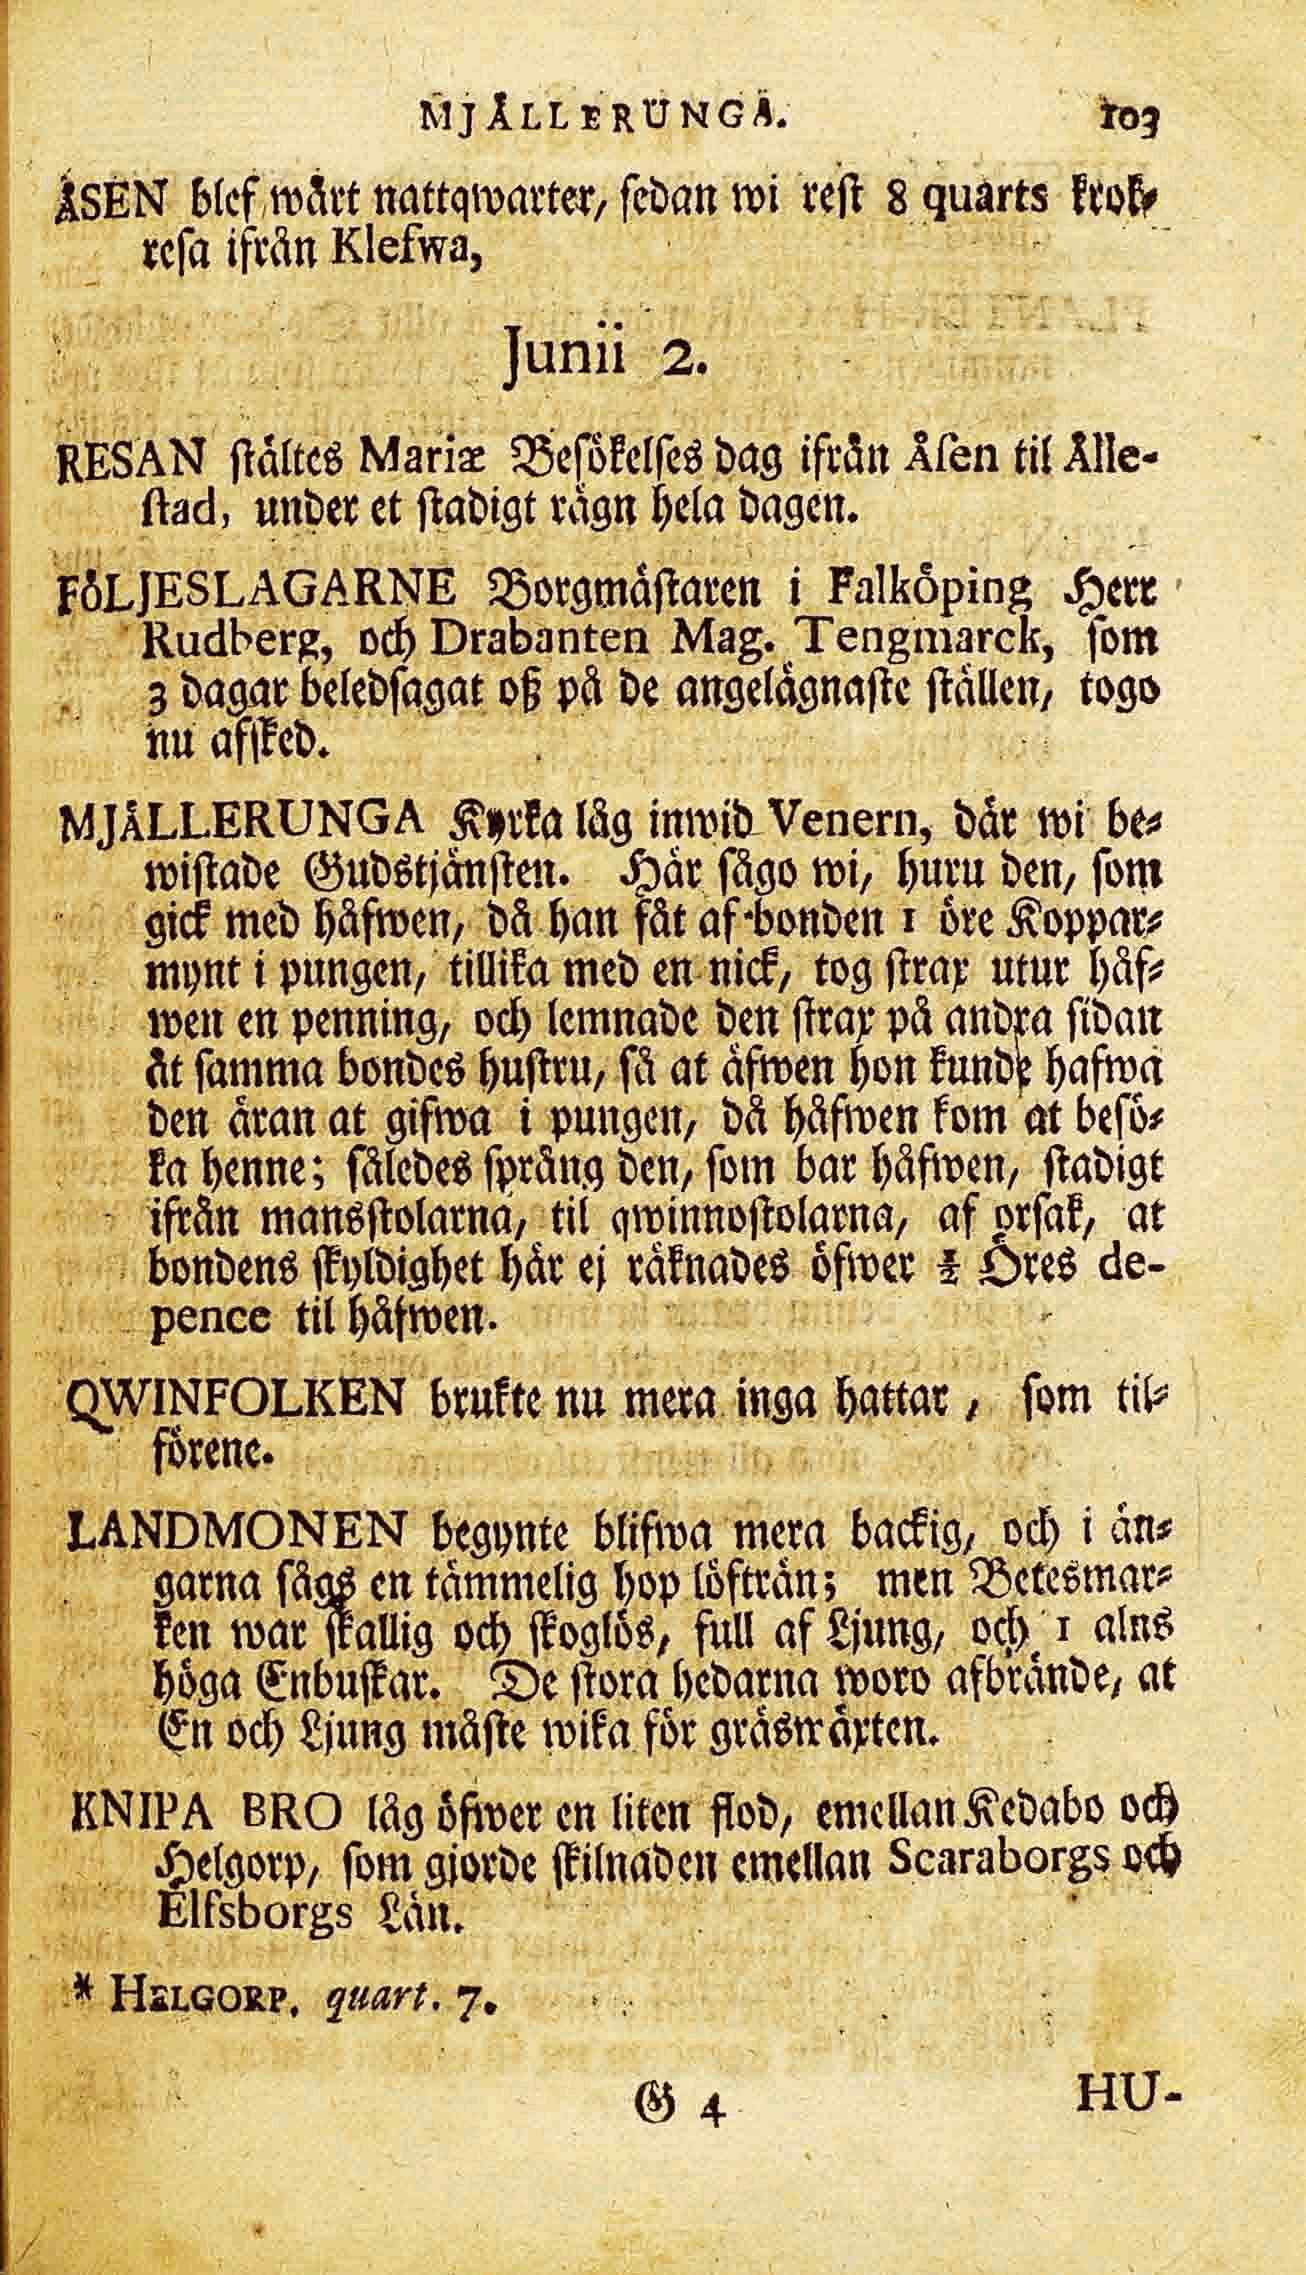 MJÄLLERUNGA. 103
ÅSEN blef wårt nattqwarter, sedan wi rest 8 quarts krok-
resa ifrån Klefwa,
Junii 2.
RESAN stältes Mariæ Besökelses dag ifrån Åsen til Ålle-
stad, under et stadigt rägn hela dagen.
FÖLJESLAGARNE Borgmästaren i Falköping Herr
Rudberg, och Drabanten Mag. Tengmarck, som
3 dagar beledsagat oß på de angelägnaste ställen, togo
nu afsked.
MJÄLLERUNGA Kyrka låg inwid Venern, där wi be-
wistade Gudstjänsten. Här sågo wi, huru den, som
gick med håfwen, då han fåt af bonden 1 öre Koppar-
mynt i pungen, tillika med en nick, tog strax utur håf-
wen en penning, och lemnade den strax på andra sidan
åt samma bondes hustru, så at äfwen hon kunde hafwa
den äran at gifwa i pungen, då håfwen kom at besö-
ka henne; således språng den, som bar håfwen, stadigt
ifrån mansstolarna, til qwinnostolarna, af orsak, at
bondens skyldighet här ej räknades öfwer ½ Öres de-
pence til håfwen.
QWINFOLKEN brukte nu mera inga hattar, som til-
förene.
LANDMONEN begynte blifwa mera backig, och i än-
garna sågs en tämmelig hop löfträn; men Betesmar-
ken war skallig och skoglös, full af Ljung, och 1 alns
höga Enbuskar. De stora hedarna woro afbrände, at
En och Ljung måste wika för gräswäxten.
KNIPA BRO låg öfwer en liten flod, emellan Kedabo och
Helgorp, som gjorde skilnaden emellan Scaraborgs och
Elfsborgs Län.
* HELGORP. quart. 7.
G 4 HU-